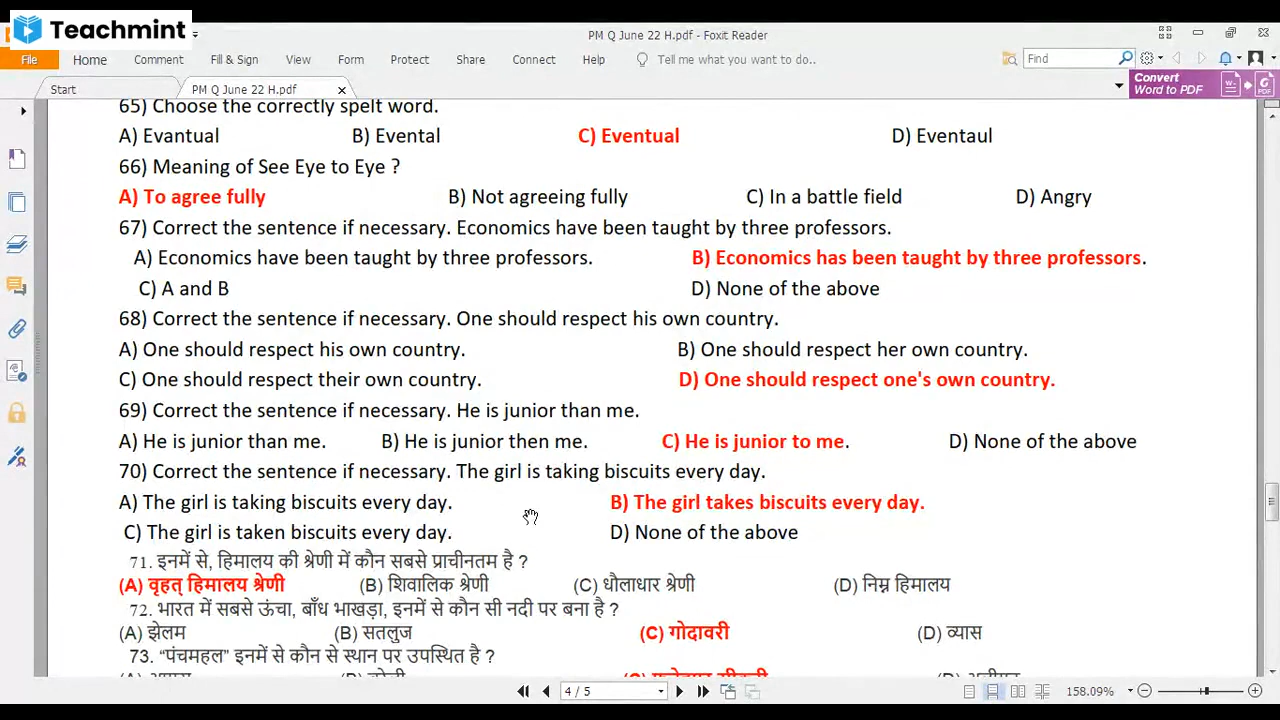 Teachmint
PM Q June 22 H.pdf - Foxit Reader
File Home Comment Fill & Sign View Form Protect Share Connect Help Tell me what you want to do.. Find
Start PM Q June 22 H.pdf
Convert
Word to PDF
65) Choose the correctly spelt word.
A) Evantual B) Evental C) Eventual D) Eventaul
66) Meaning of See Eye to Eye ?
A) To agree fully B) Not agreeing fully C) In a battle field D) Angry
67) Correct the sentence if necessary. Economics have been taught by three professors.
A) Economics have been taught by three professors. B) Economics has been taught by three professors.
C) A and B D) None of the above
68) Correct the sentence if necessary. One should respect his own country.
A) One should respect his own country. B) One should respect her own country.
C) One should respect their own country. D) One should respect one's own country.
69) Correct the sentence if necessary. He is junior than me.
A) He is junior than me. B) He is junior then me. C) He is junior to me. D) None of the above
70) Correct the sentence if necessary. The girl is taking biscuits every day.
A) The girl is taking biscuits every day. B) The girl takes biscuits every day.
C) The girl is taken biscuits every day. D) None of the above
71. इनमें से, हिमालय की श्रेणी में कौन सबसे प्राचीनतम है ?
(A) वृहत् हिमालय श्रेणी (B) शिवालिक श्रेणी (C) धौलाधार श्रेणी (D) निम्न हिमालय
72. भारत में सबसे ऊंचा, बाँध भाखड़ा, इनमें से कौन सी नदी पर बना है ?
(A) झेलम (B) सतलुज (C) गोदावरी (D) व्यास
73. “पंचमहल” इनमें से कौन से स्थान पर उपस्थित है ?
4 / 5 158.09%